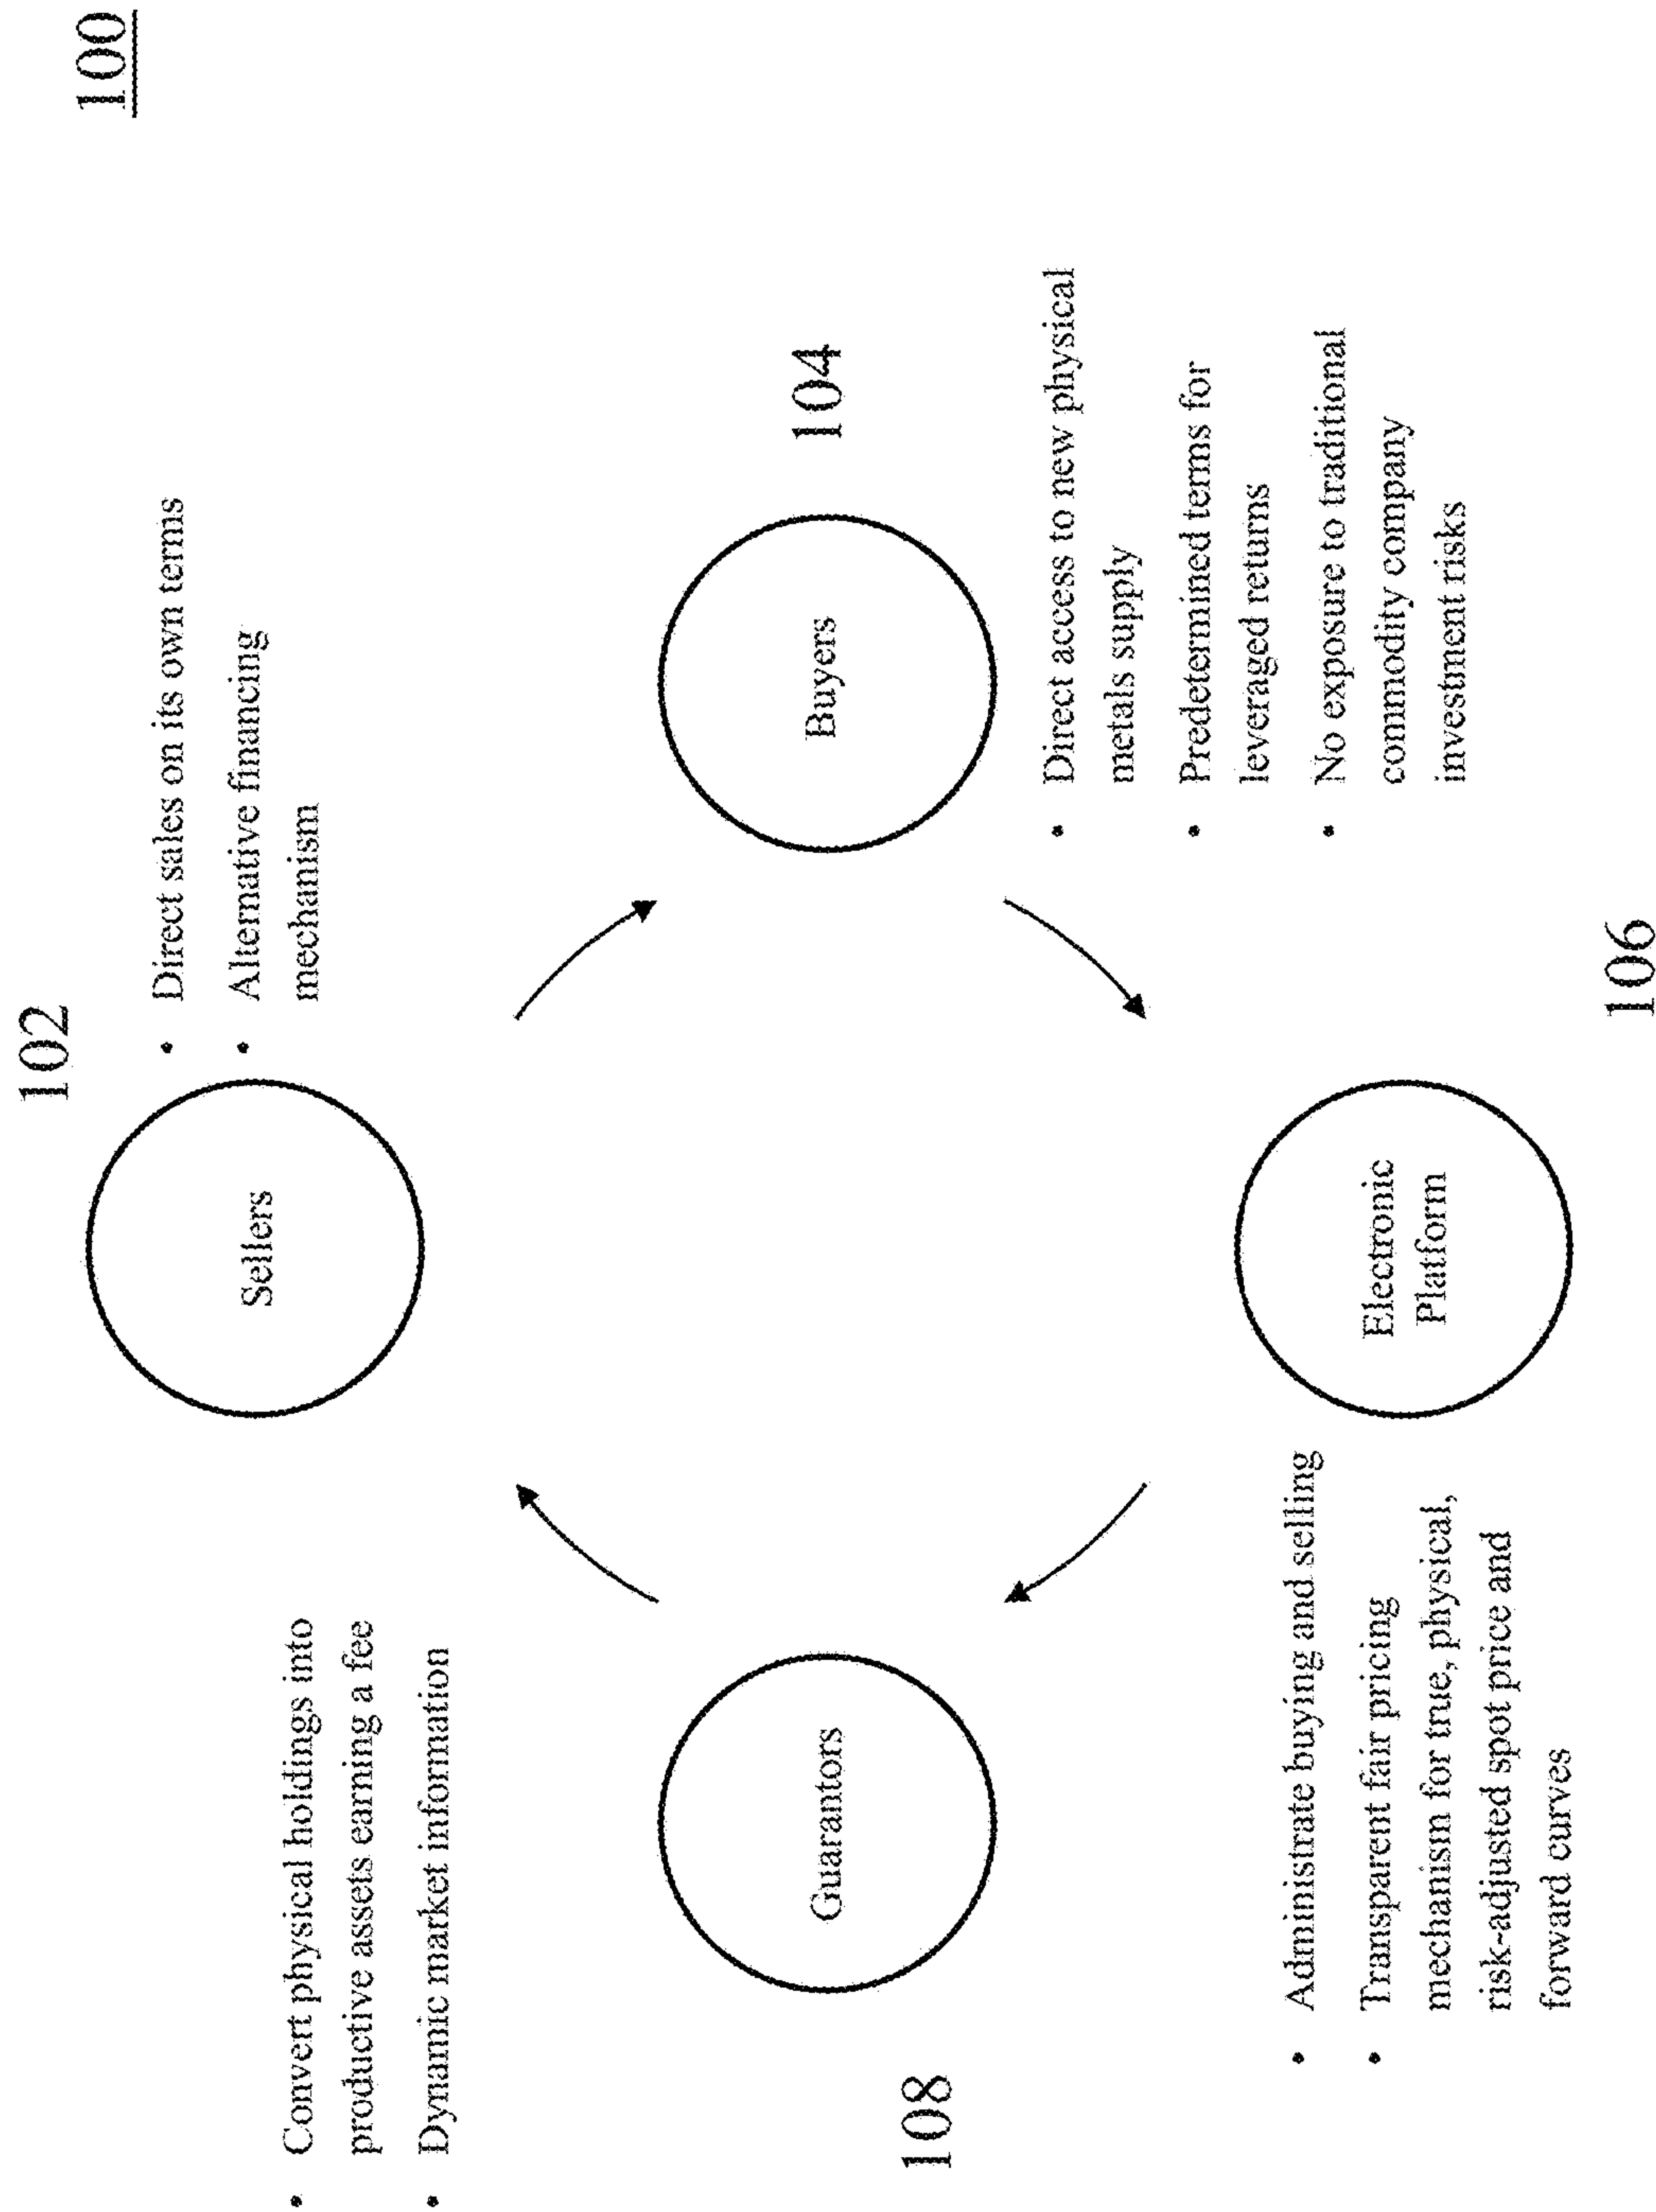 100
102
Sellers
• Direct sales on its own terms
• Alternative financing
mechanism
Buyers
104
• Direct access to new physical
metals supply
• Predetermined terms for
leveraged returns
• No exposure to traditional
commodity company
investment risks
Electronic
Platform
106
• Administrate buying and selling
• Transparent fair pricing
mechanism for true, physical,
risk-adjusted spot price and
forward curves
Guarantors
108
• Convert physical holdings into
productive assets earning a fee
• Dynamic market information